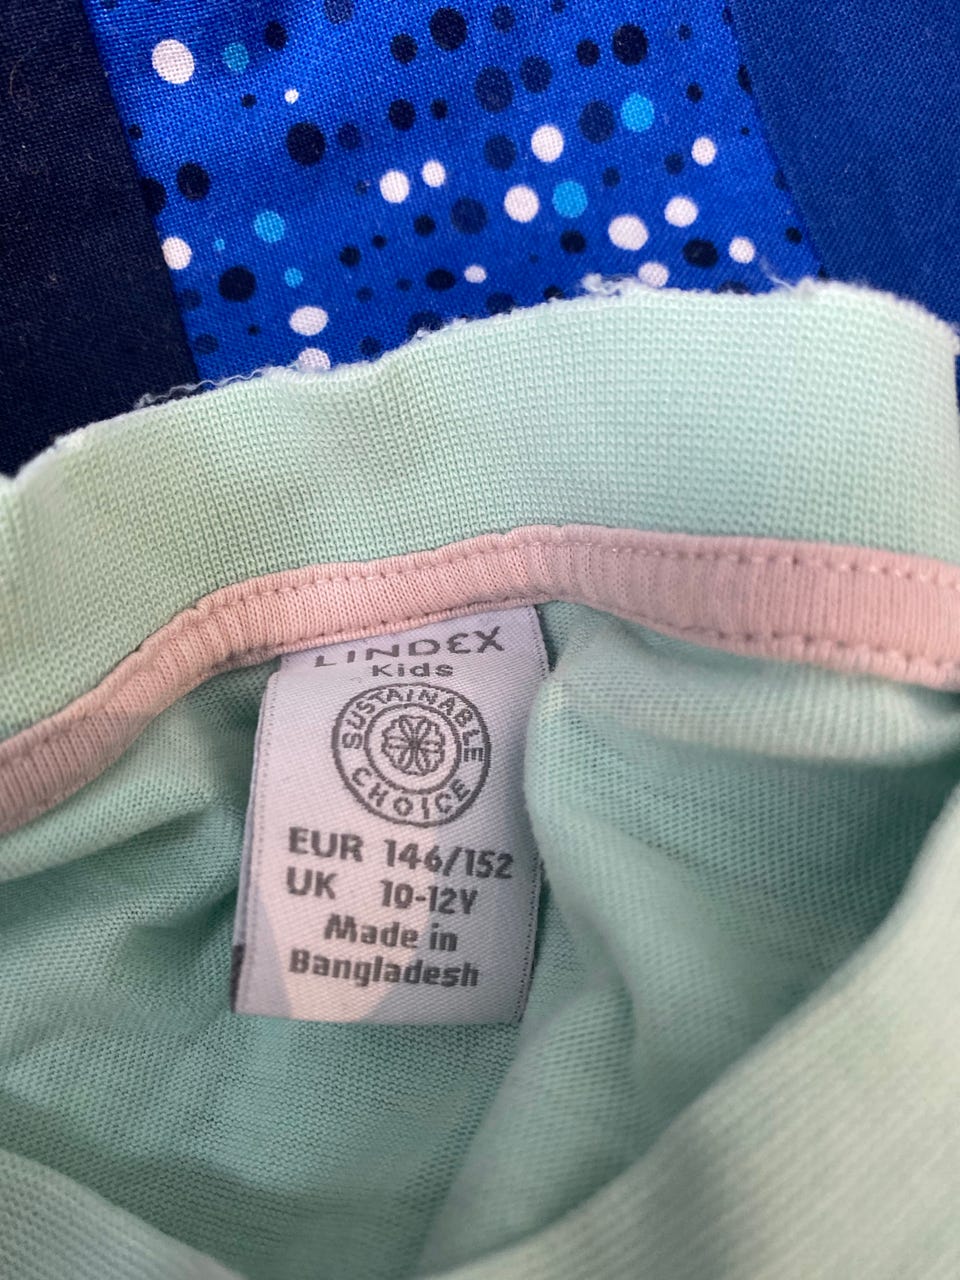 LINDEX
Kids
SUSTAINABLE
CHOICE
EUR 146/152
UK 10-12Y
Made in
Bangladesh